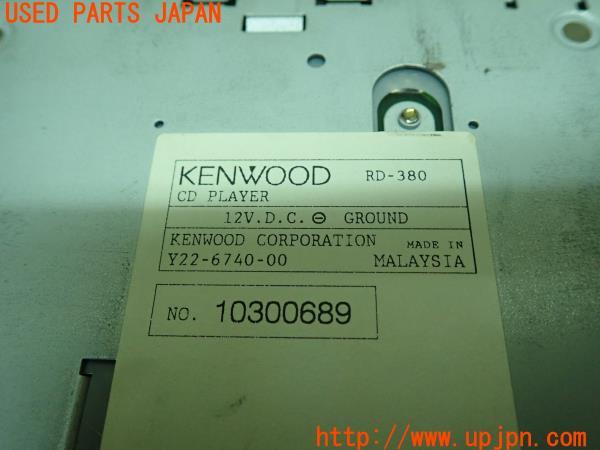 USED PARTS JAPAN
KENWOOD RD-380
CD PLAYER
12V.D.C. ⊖ GROUND
KENWOOD CORPORATION MADE IN
Y22-6740-00 MALAYSIA
NO. 10300689
http://www.upjpn.com/